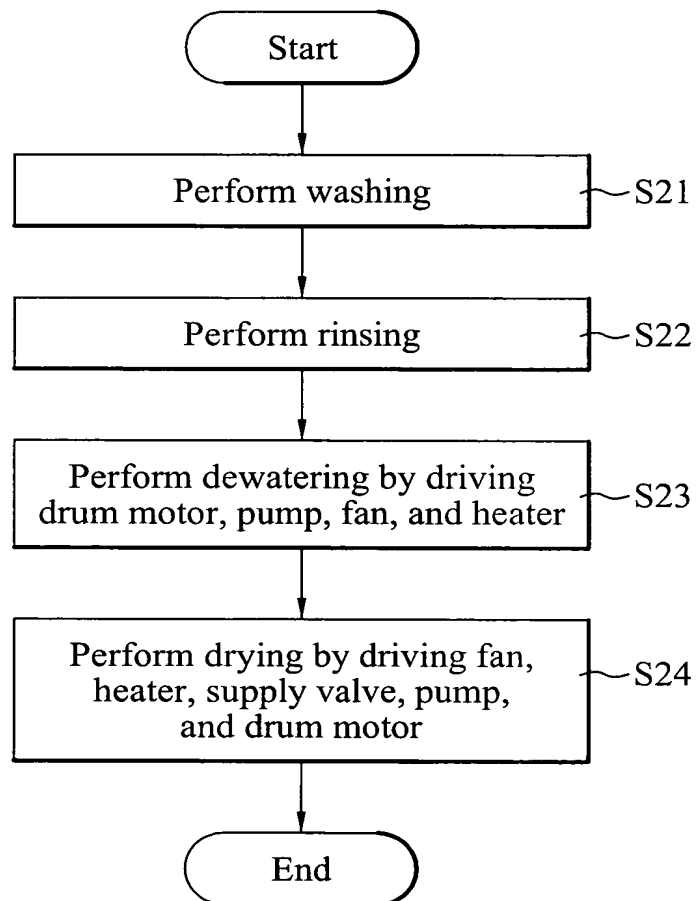 Start
Perform washing
S21
Perform rinsing
S22
Perform dewatering by driving
drum motor, pump, fan, and heater
S23
Perform drying by driving fan,
heater, supply valve, pump,
and drum motor
S24
End